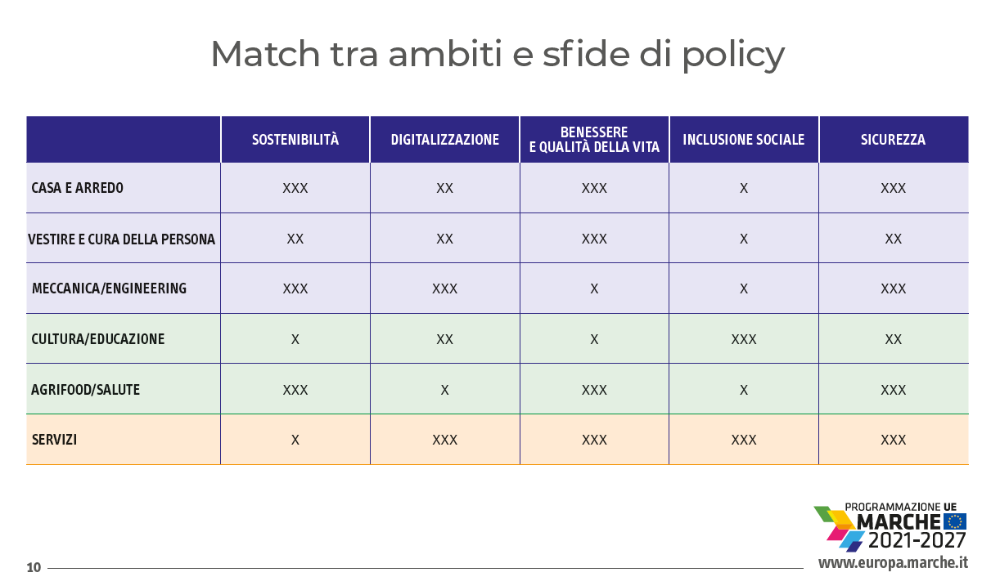 Match tra ambiti e sfide di policy
SOSTENIBILITÀ DIGITALIZZAZIONE BENESSERE E QUALITÀ DELLA VITA INCLUSIONE SOCIALE SICUREZZA
CASA E ARREDO XXX XX XXX X XXX
VESTIRE E CURA DELLA PERSONA XX XX XXX X XX
MECCANICA/ENGINEERING XXX XXX X X XXX
CULTURA/EDUCAZIONE X XX X XXX XX
AGRIFOOD/SALUTE XXX X XXX X XXX
SERVIZI X XXX XXX XXX XXX
PROGRAMMAZIONE UE
MARCHE
2021-2027
www.europa.marche.it
10